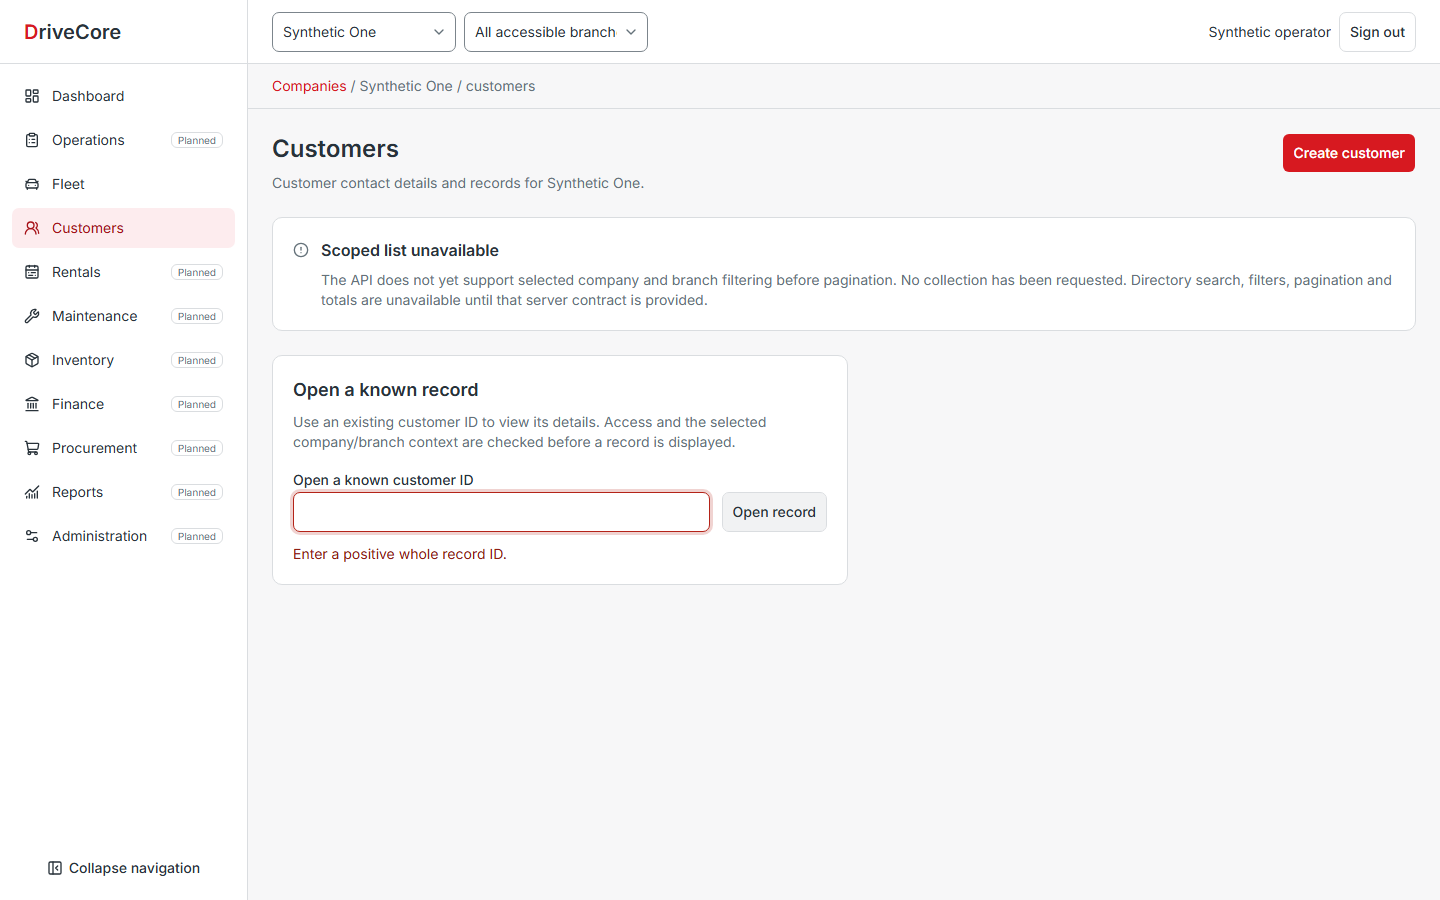 DriveCore
Synthetic One
All accessible branch
Synthetic operator
Sign out
Dashboard
Operations Planned
Fleet
Customers
Rentals Planned
Maintenance Planned
Inventory Planned
Finance Planned
Procurement Planned
Reports Planned
Administration Planned
Collapse navigation
Companies / Synthetic One / customers
Customers
Create customer
Customer contact details and records for Synthetic One.
Scoped list unavailable
The API does not yet support selected company and branch filtering before pagination. No collection has been requested. Directory search, filters, pagination and
totals are unavailable until that server contract is provided.
Open a known record
Use an existing customer ID to view its details. Access and the selected
company/branch context are checked before a record is displayed.
Open a known customer ID
Open record
Enter a positive whole record ID.